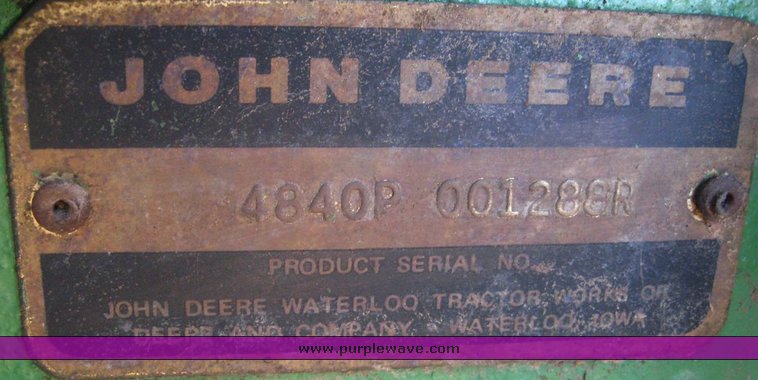 JOHN DEERE
4840P 001288R
PRODUCT SERIAL NO.
JOHN DEERE WATERLOO TRACTOR WORKS OF
DEERE AND COMPANY - WATERLOO, IOWA
www.purplewave.com